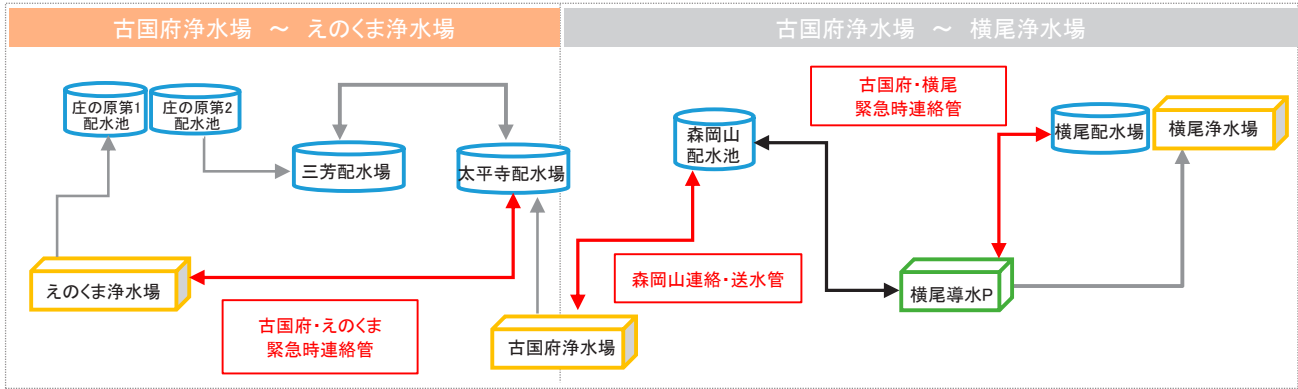 古国府浄水場 ～ えのくま浄水場
古国府浄水場 ～ 横尾浄水場
庄の原第1
配水池
庄の原第2
配水池
三芳配水場
太平寺配水場
えのくま浄水場
古国府・えのくま
緊急時連絡管
古国府浄水場
森岡山
配水池
古国府・横尾
緊急時連絡管
横尾配水場
横尾浄水場
森岡山連絡・送水管
横尾導水P